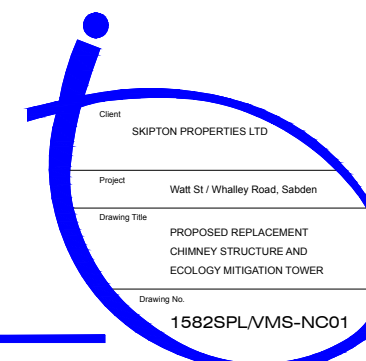 Client
SKIPTON PROPERTIES LTD
Project
Watt St / Whalley Road, Sabden
Drawing Title
PROPOSED REPLACEMENT
CHIMNEY STRUCTURE AND
ECOLOGY MITIGATION TOWER
Drawing No.
1582SPL/VMS-NC01